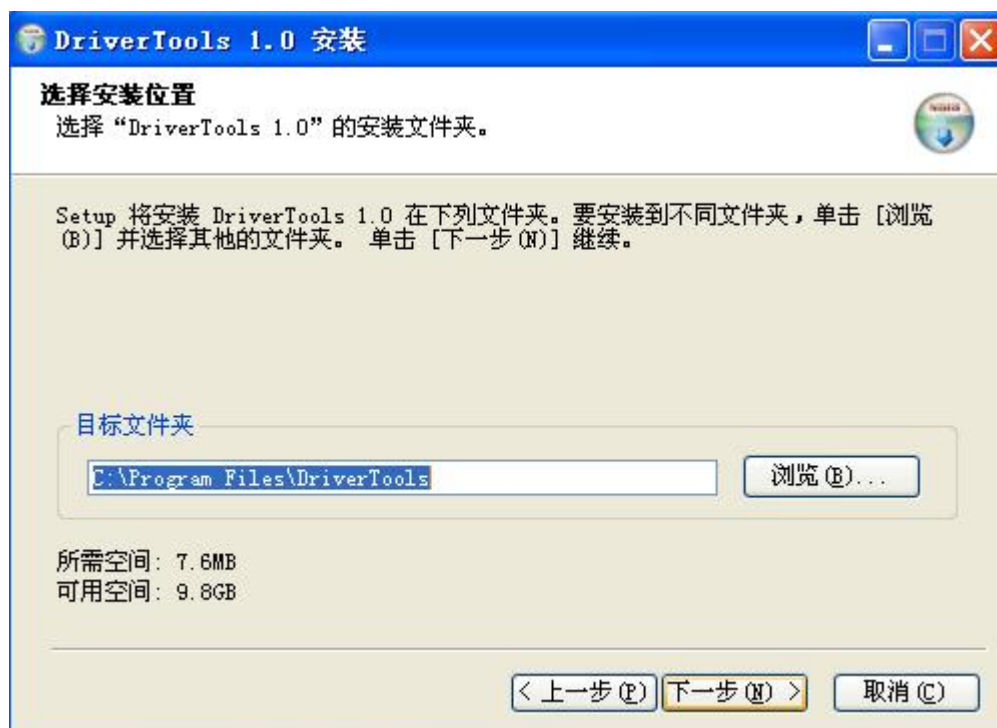 DriverTools 1.0 安装
选择安装位置
选择“DriverTools 1.0”的安装文件夹。
Setup 将安装 DriverTools 1.0 在下列文件夹。要安装到不同文件夹，单击 [浏览
(B)] 并选择其他的文件夹。 单击 [下一步(N)] 继续。
目标文件夹
C:\Program Files\DriverTools
浏览(B)...
所需空间: 7.6MB
可用空间: 9.8GB
< 上一步(P)
下一步(N) >
取消(C)